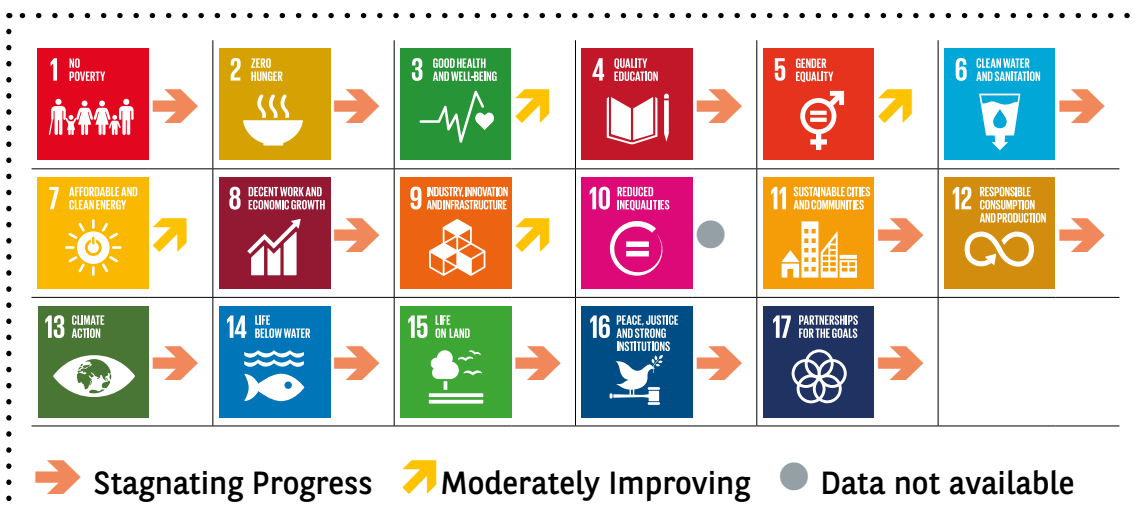 1 NO
POVERTY
2 ZERO
HUNGER
3 GOOD HEALTH
AND WELL-BEING
4 QUALITY
EDUCATION
5 GENDER
EQUALITY
6 CLEAN WATER
AND SANITATION
7 AFFORDABLE AND
CLEAN ENERGY
8 DECENT WORK AND
ECONOMIC GROWTH
9 INDUSTRY, INNOVATION
AND INFRASTRUCTURE
10 REDUCED
INEQUALITIES
11 SUSTAINABLE CITIES
AND COMMUNITIES
12 RESPONSIBLE
CONSUMPTION
AND PRODUCTION
13 CLIMATE
ACTION
14 LIFE
BELOW WATER
15 LIFE
ON LAND
16 PEACE, JUSTICE
AND STRONG
INSTITUTIONS
17 PARTNERSHIPS
FOR THE GOALS
Stagnating Progress Moderately Improving Data not available